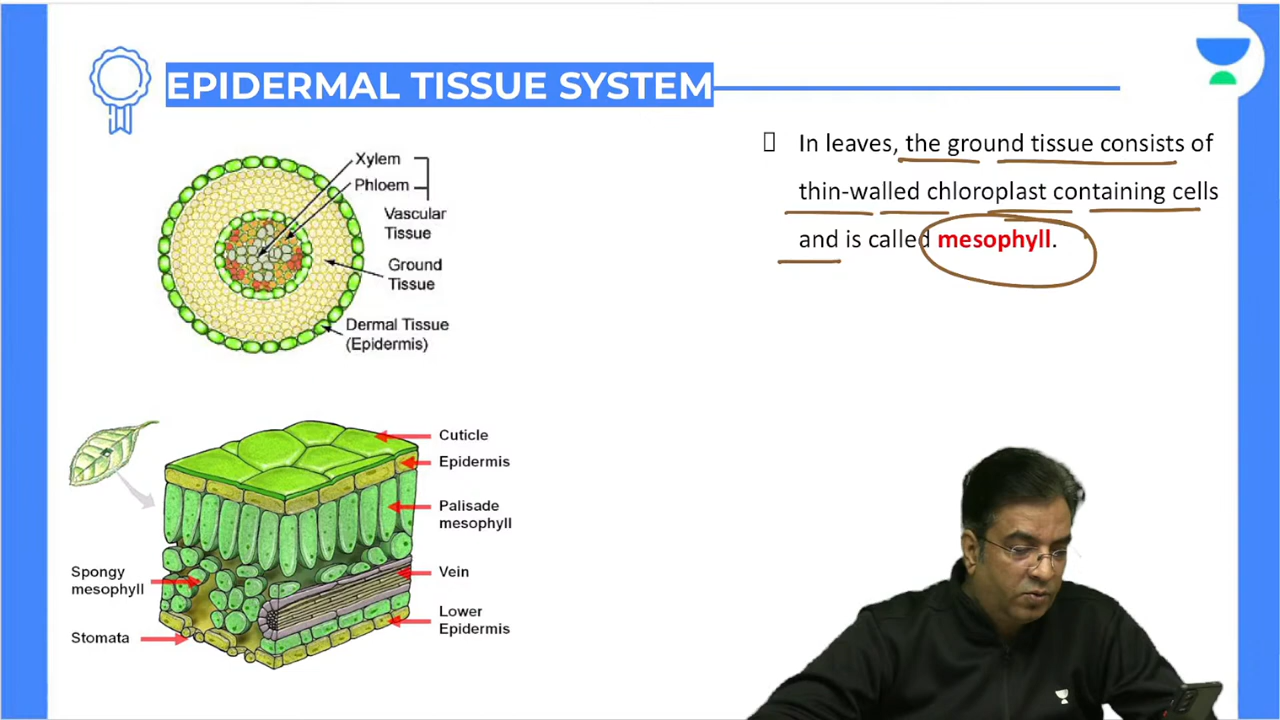 EPIDERMAL TISSUE SYSTEM
In leaves, the ground tissue consists of
thin-walled chloroplast containing cells
and is called mesophyll.
Xylem
Phloem
Vascular
Tissue
Ground
Tissue
Dermal Tissue
(Epidermis)
Cuticle
Epidermis
Palisade
mesophyll
Spongy
mesophyll
Vein
Lower
Epidermis
Stomata